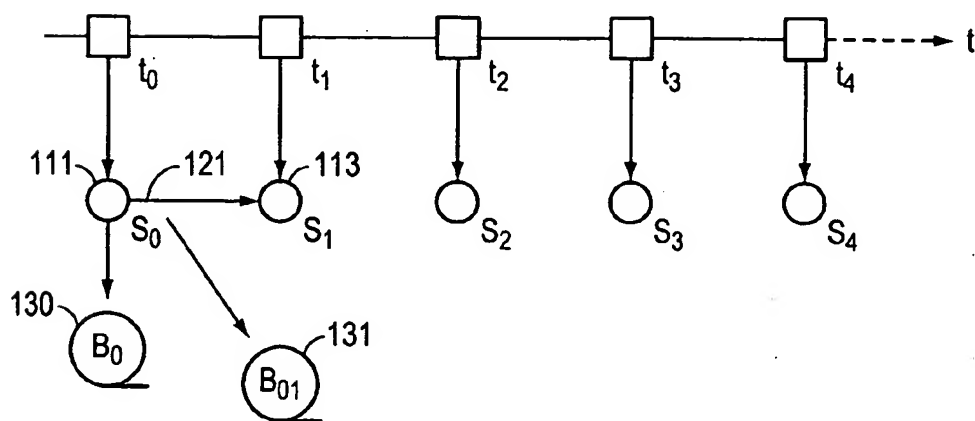 t
t₀ t₁ t₂ t₃ t₄
111 121 113
S₀ S₁ S₂ S₃ S₄
130 131
B₀
B₀₁